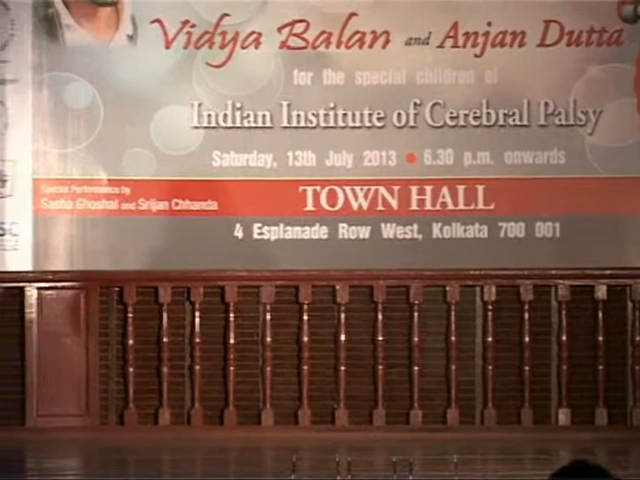 Vidya Balan and Anjan Dutta
for the special children of
Indian Institute of Cerebral Palsy
Saturday, 13th July 2013 • 6.30 p.m. onwards
Special Performance by
Sasha Ghoshal and Srijan Chhanda
TOWN HALL
4 Esplanade Row West, Kolkata 700 001